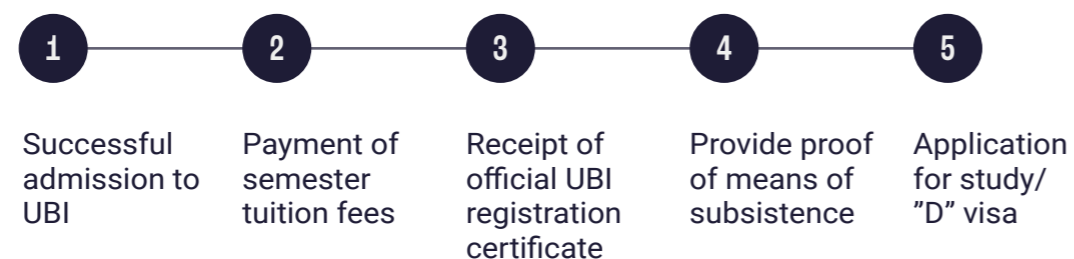 1
2
3
4
5
Successful
admission to
UBI
Payment of
semester
tuition fees
Receipt of
official UBI
registration
certificate
Provide proof
of means of
subsistence
Application
for study/
”D” visa